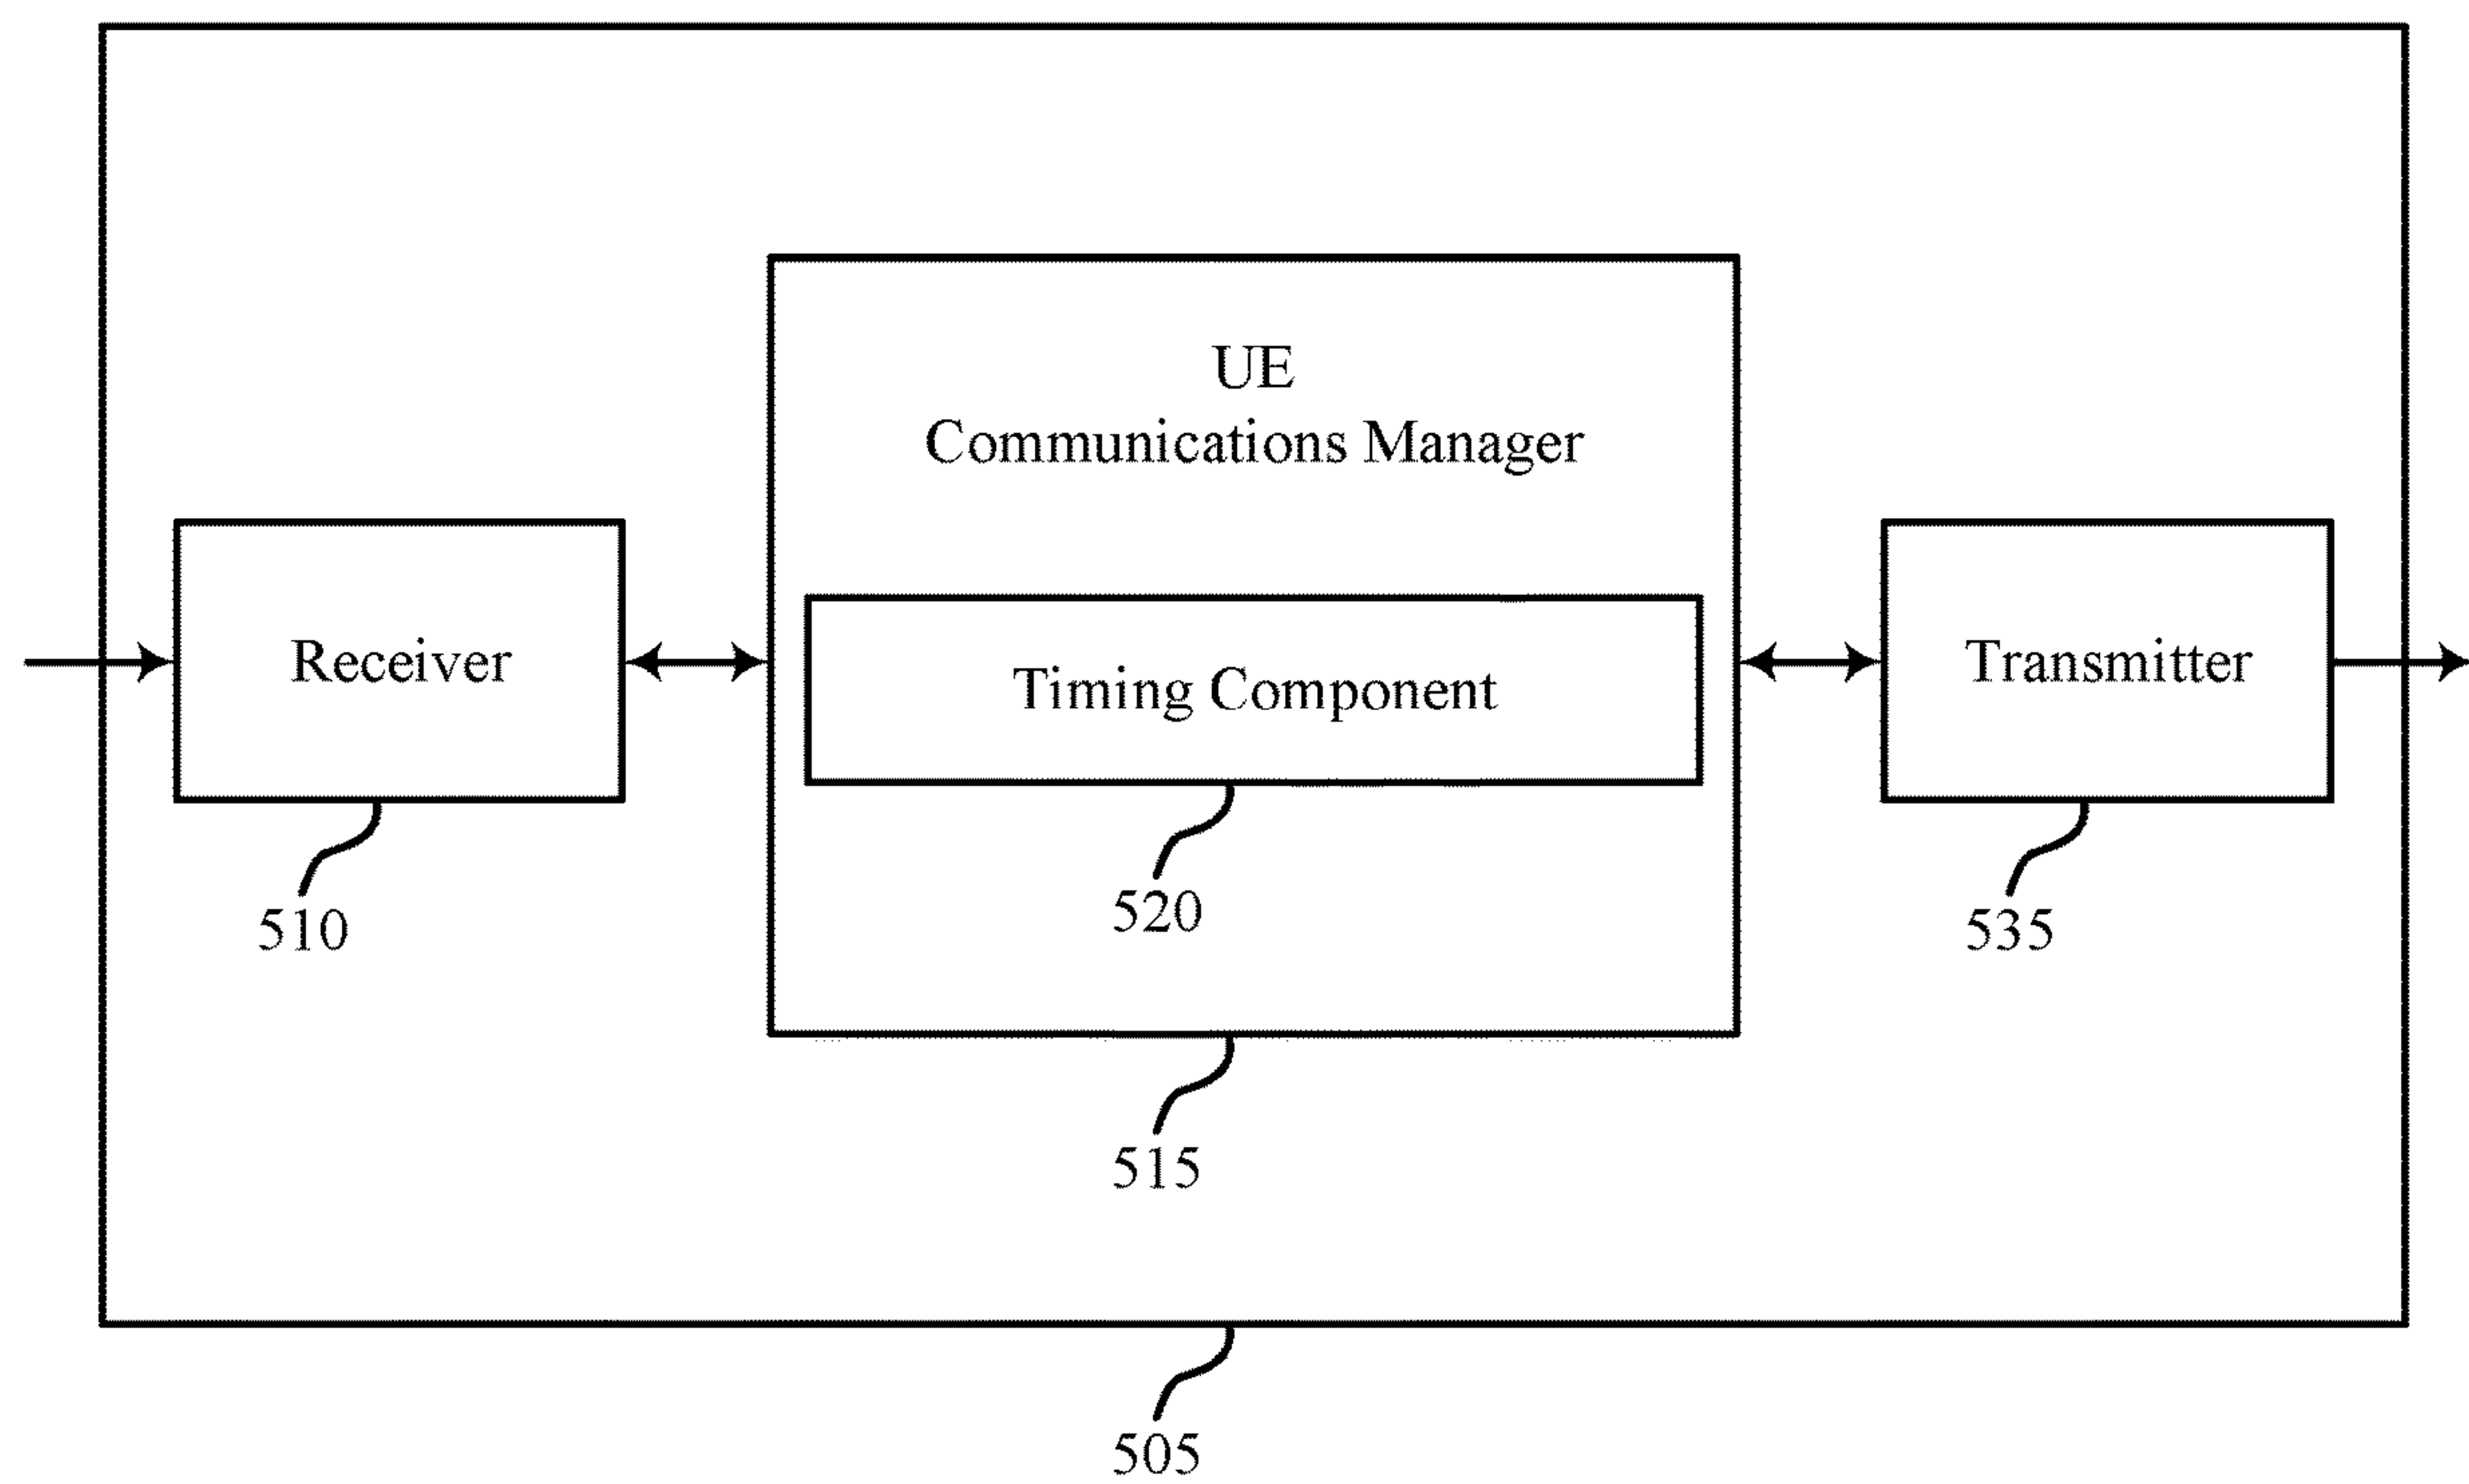 UE
Communications Manager
Receiver
Timing Component
Transmitter
510
520
535
515
505